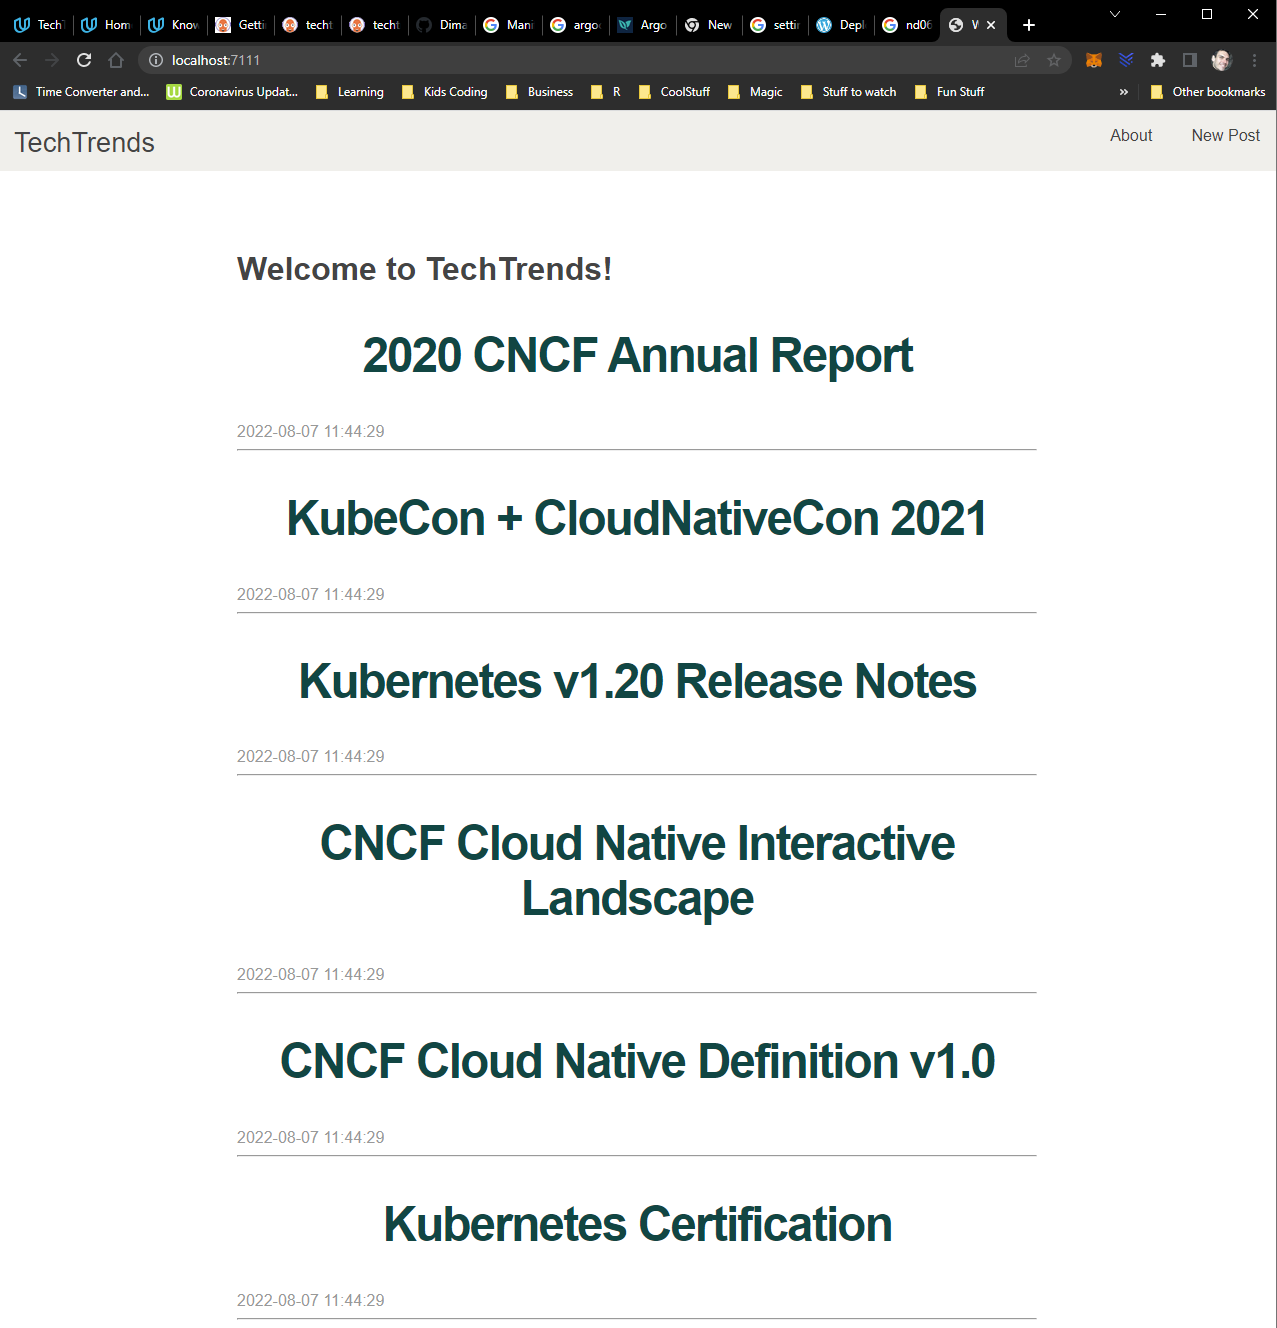 TechT
Hom
Know
Getti
techt
techt
Dima
Mani
argo
Argo
New
settin
Depl
nd06
W
localhost:7111
Time Converter and...
Coronavirus Updat...
Learning
Kids Coding
Business
R
CoolStuff
Magic
Stuff to watch
Fun Stuff
»
Other bookmarks
TechTrends
About
New Post
Welcome to TechTrends!
2020 CNCF Annual Report
2022-08-07 11:44:29
KubeCon + CloudNativeCon 2021
2022-08-07 11:44:29
Kubernetes v1.20 Release Notes
2022-08-07 11:44:29
CNCF Cloud Native Interactive
Landscape
2022-08-07 11:44:29
CNCF Cloud Native Definition v1.0
2022-08-07 11:44:29
Kubernetes Certification
2022-08-07 11:44:29